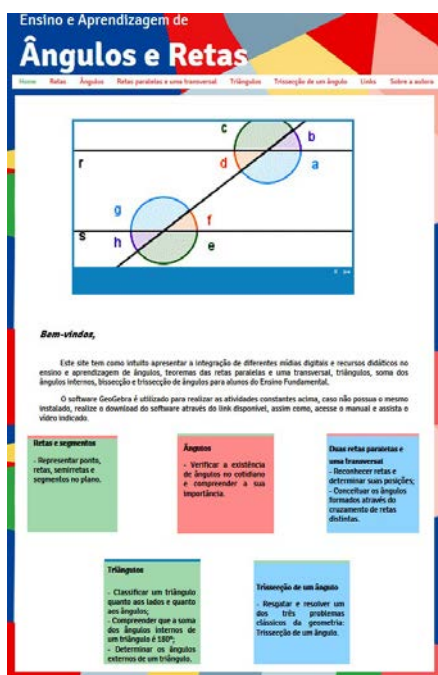 Ensino e Aprendizagem de
Ângulos e Retas
Home Retas Ângulos Retas paralelas e uma transversal Triângulos Trissecção de um ângulo Links Sobre a autora
c
b
r
d
a
g
f
s
h
e
Bem-vindos,
Este site tem como intuito apresentar a integração de diferentes mídias digitais e recursos didáticos no
ensino e aprendizagem de ângulos, teoremas das retas paralelas e uma transversal, triângulos, soma dos
ângulos internos, bissecção e trissecção de ângulos para alunos do Ensino Fundamental.
O software GeoGebra é utilizado para realizar as atividades constantes acima, caso não possua o mesmo
instalado, realize o download do software através do link disponível, assim como, acesse o manual e assista o
vídeo indicado.
Retas e segmentos
- Representar ponto,
retas, semirretas e
segmentos no plano.
Ângulos
- Verificar a existência
de ângulos no cotidiano
e compreender a sua
importância.
Duas retas paralelas e
uma transversal
- Reconhecer retas e
determinar suas posições;
- Conceituar os ângulos
formados através do
cruzamento de retas
distintas.
Triângulos
- Classificar um triângulo
quanto aos lados e quanto
aos ângulos;
- Compreender que a soma
dos ângulos internos de
um triângulo é 180º;
- Determinar os ângulos
externos de um triângulo.
Trissecção de um ângulo
- Resgatar e resolver um
dos três problemas
clássicos da geometria:
Trissecção de um ângulo.